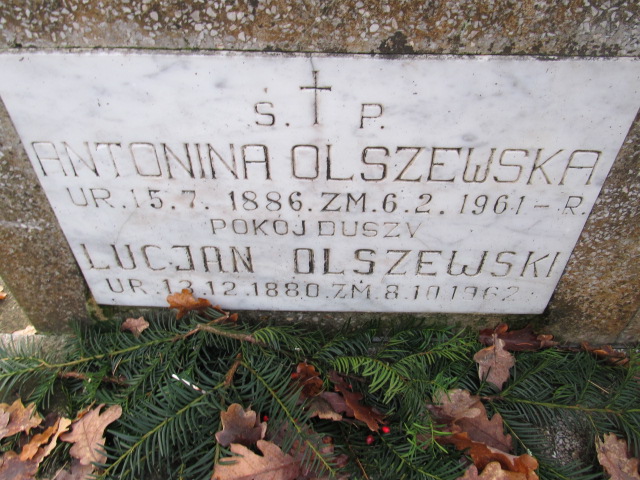 S. P.
ANTONINA OLSZEWSKA
UR. 15.7. 1886. ZM. 6.2. 1961 - R.
POKOJ DUSZY
LUCJAN OLSZEWSKI
UR. 13.12.1880. ZM. 8.10.1962